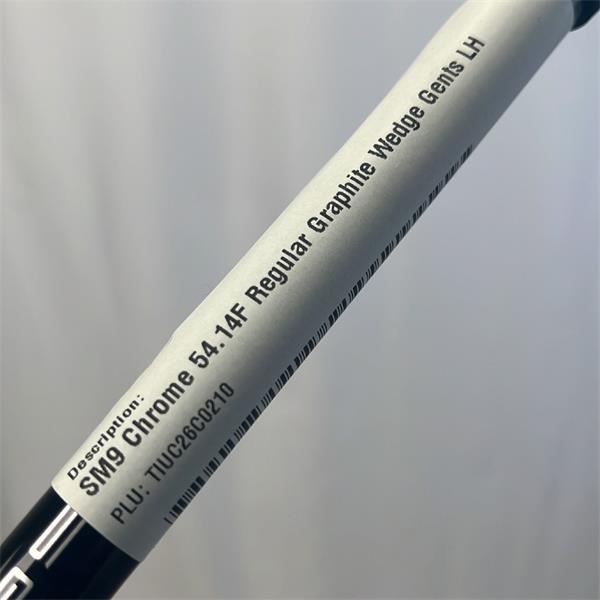 Description:
SM9 Chrome 54.14F Regular Graphite Wedge Gents LH
PLU: TIUC26C0210